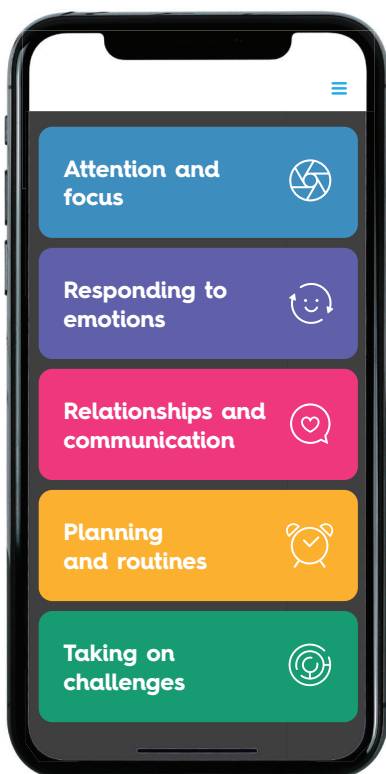 Attention and
focus
Responding to
emotions
Relationships and
communication
Planning
and routines
Taking on
challenges